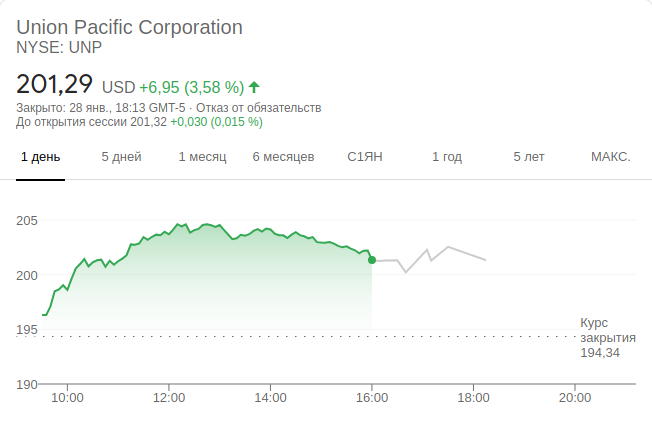 Union Pacific Corporation
NYSE: UNP
201,29 USD +6,95 (3,58 %)
Закрыто: 28 янв., 18:13 GMT-5 · Отказ от обязательств
До открытия сессии 201,32 +0,030 (0,015 %)
1 день 5 дней 1 месяц 6 месяцев С1ЯН 1 год 5 лет МАКС.
205
200
195
Курс
закрытия
194,34
190
10:00 12:00 14:00 16:00 18:00 20:00